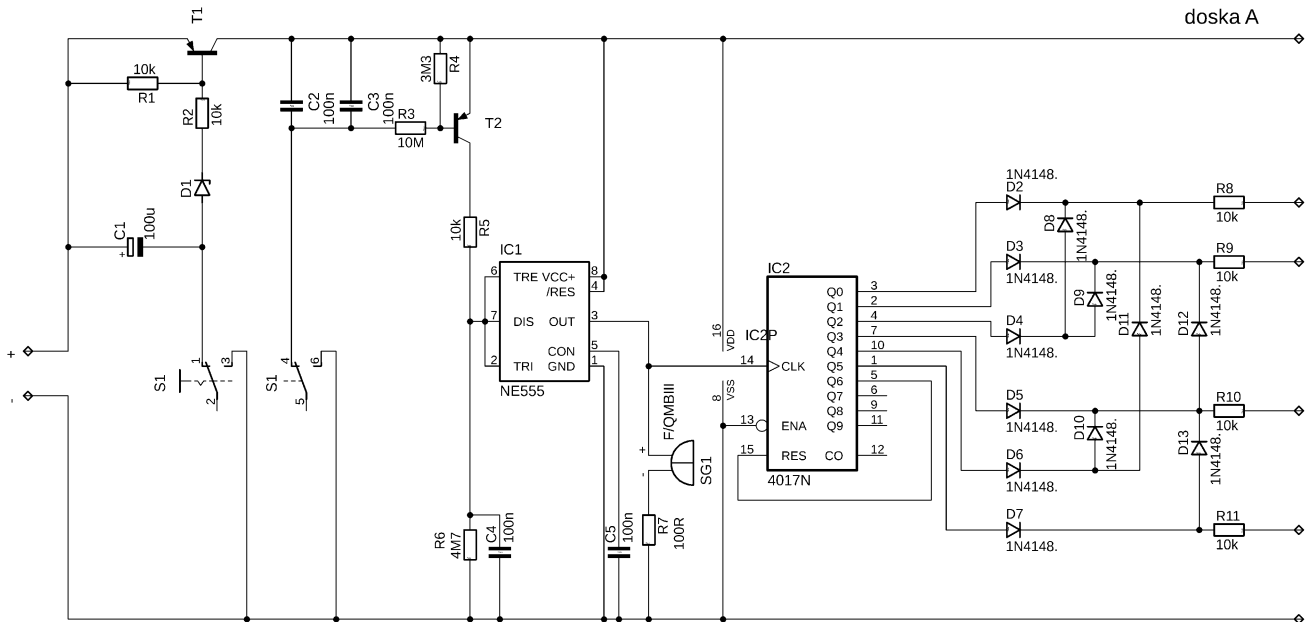 doska A
T1
10k
R1
R2
10k
D1
C1
100u
+
+
-
S1
1
3
2
S1
4
6
5
C2
100n
C3
100n
R3
10M
3M3
R4
T2
10k
R5
IC1
6
TRE VCC+
8
/RES
4
7
DIS
OUT
3
CON
5
2
TRI
GND
1
NE555
R6
4M7
C4
100n
C5
100n
F/QMBIII
+
-
SG1
R7
100R
16
VDD
IC2P
8
VSS
IC2
14
CLK
13
ENA
15
RES
Q0
3
Q1
2
Q2
4
Q3
7
Q4
10
Q5
1
Q6
5
Q7
6
Q8
9
Q9
11
CO
12
4017N
1N4148.
D2
D3
1N4148.
D4
1N4148.
D5
1N4148.
D6
1N4148.
D7
1N4148.
D8
1N4148.
D9
1N4148.
D10
1N4148.
D11
1N4148.
D12
1N4148.
D13
1N4148.
R8
10k
R9
10k
R10
10k
R11
10k